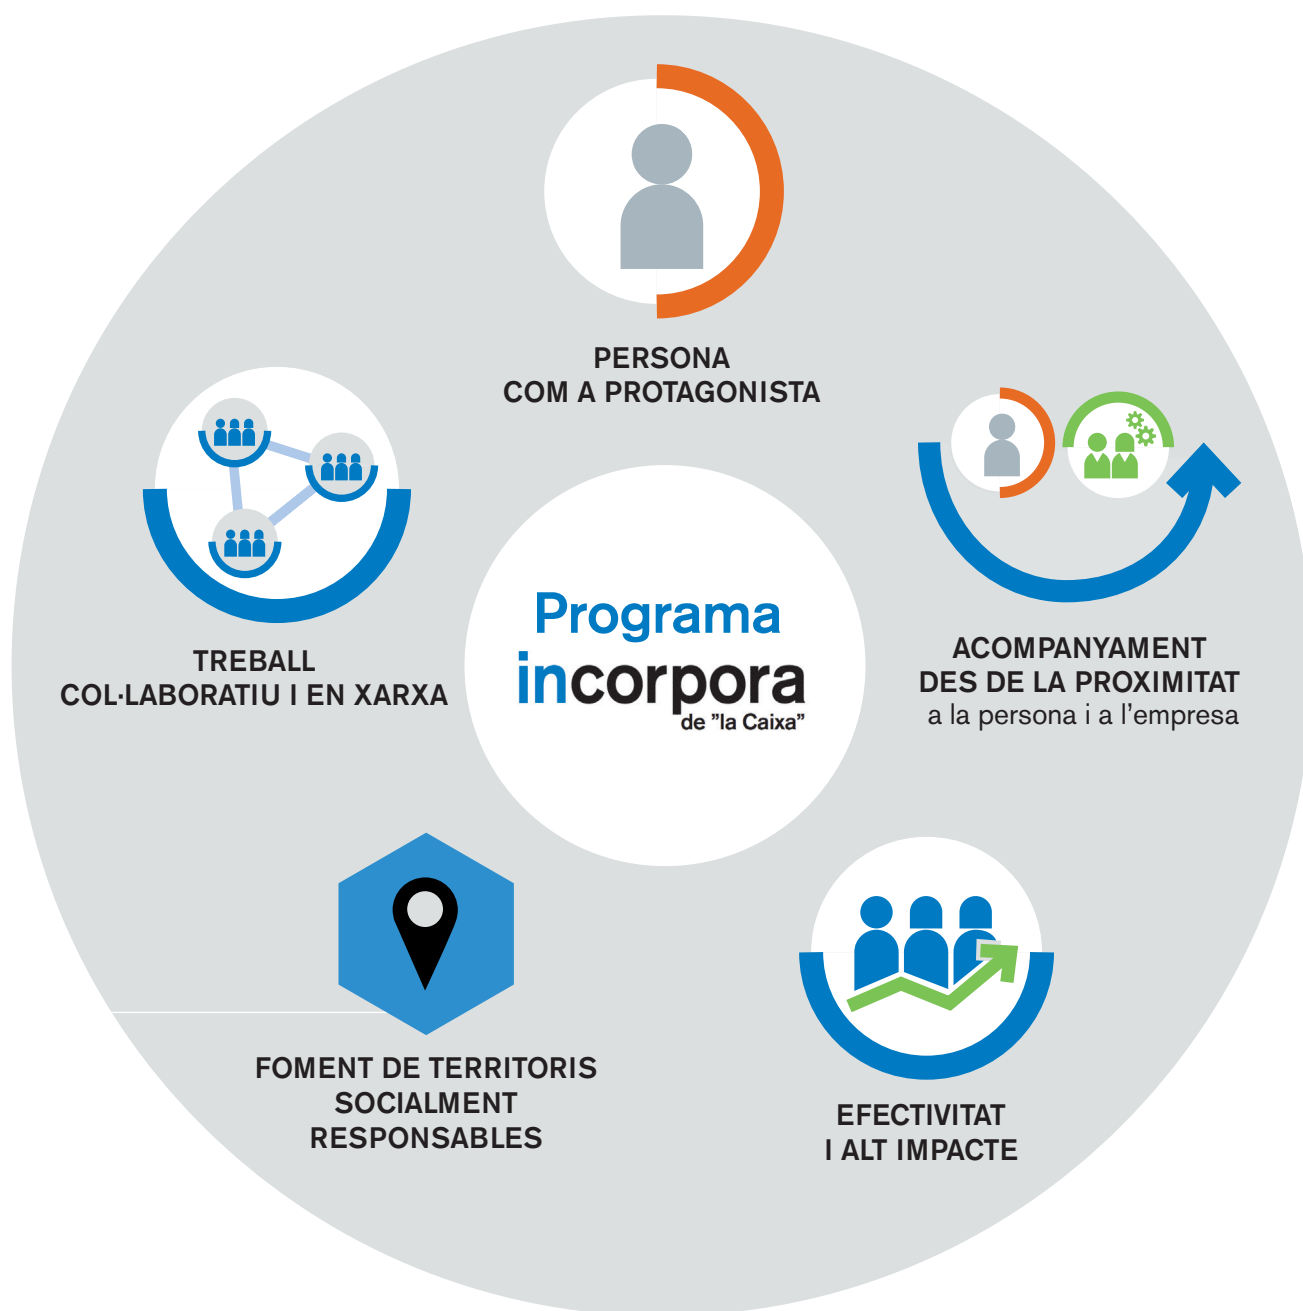 PERSONA
COM A PROTAGONISTA
TREBALL
COL·LABORATIU I EN XARXA
Programa
incorpora
de "la Caixa"
ACOMPANYAMENT
DES DE LA PROXIMITAT
a la persona i a l'empresa
FOMENT DE TERRITORIS
SOCIALMENT
RESPONSABLES
EFECTIVITAT
I ALT IMPACTE